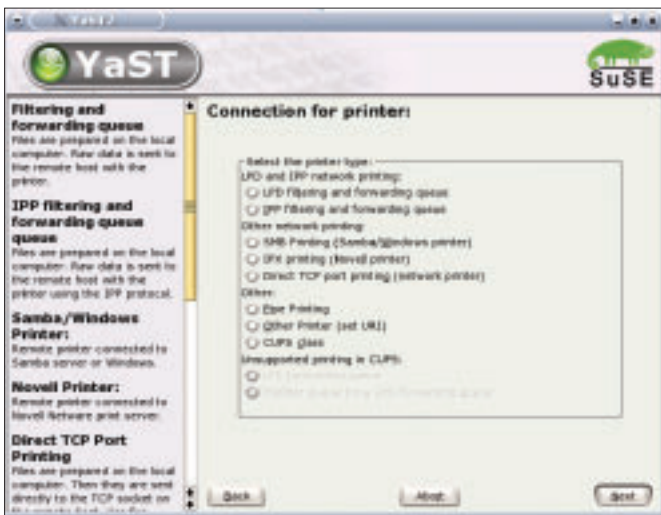 YaST2
YaST
SuSE
Filtering and
forwarding queue
Files are prepared on the local
computer. Raw data is sent to
the remote host with the
printer.
IPP filtering and
forwarding queue
queue
Files are prepared on the local
computer. Raw data is sent to
the remote host with the
printer using the IPP protocol.
Samba/Windows
Printer:
Remote printer connected to
Samba server or Windows.
Novell Printer:
Remote printer connected to
Novell Netware print server.
Direct TCP Port
Printing
Files are prepared on the local
computer. Then they are sent
directly to the TCP socket on
Connection for printer:
Select the printer type:
LPD and IPP network printing:
LPD filtering and forwarding queue
IPP filtering and forwarding queue
Other network printing:
SMB Printing (Samba/Windows printer)
IPX printing (Novell printer)
Direct TCP port printing (network printer)
Other:
Pipe Printing
Other Printer (set URI)
CUPS class
Unsupported printing in CUPS:
Back
Abort
Next